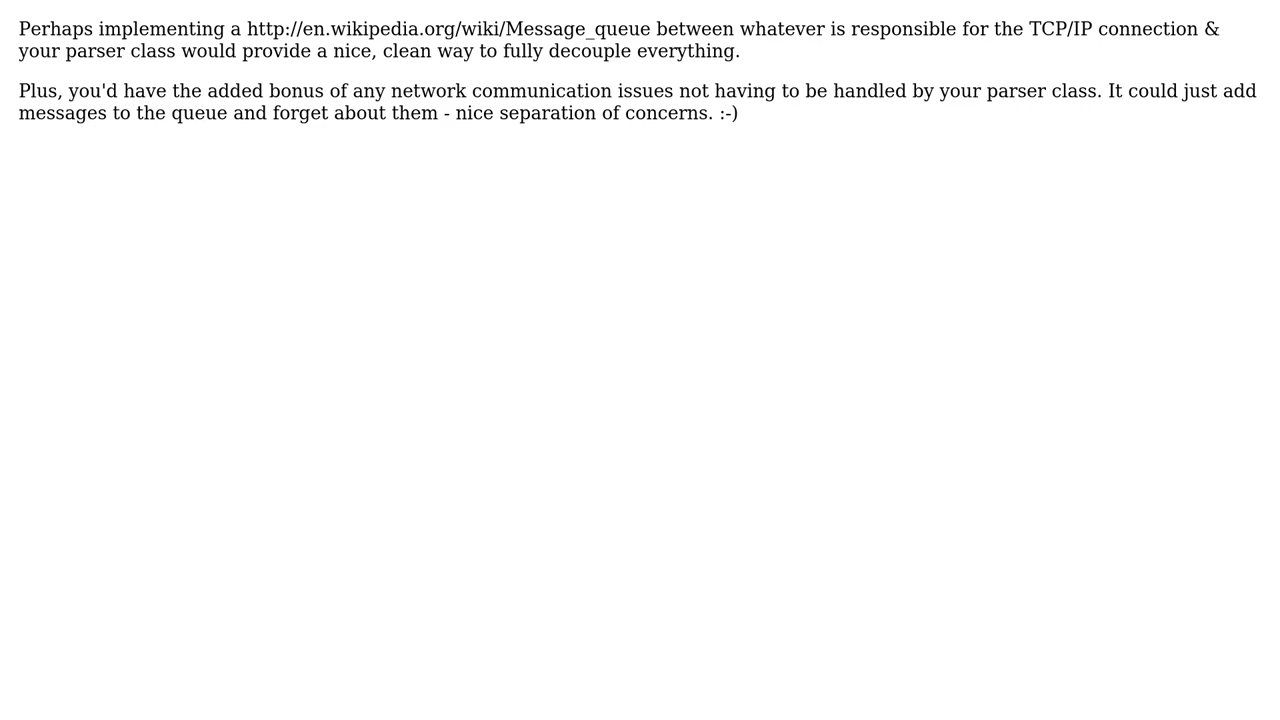 Perhaps implementing a http://en.wikipedia.org/wiki/Message_queue between whatever is responsible for the TCP/IP connection &
your parser class would provide a nice, clean way to fully decouple everything.
Plus, you'd have the added bonus of any network communication issues not having to be handled by your parser class. It could just add
messages to the queue and forget about them - nice separation of concerns. :-)